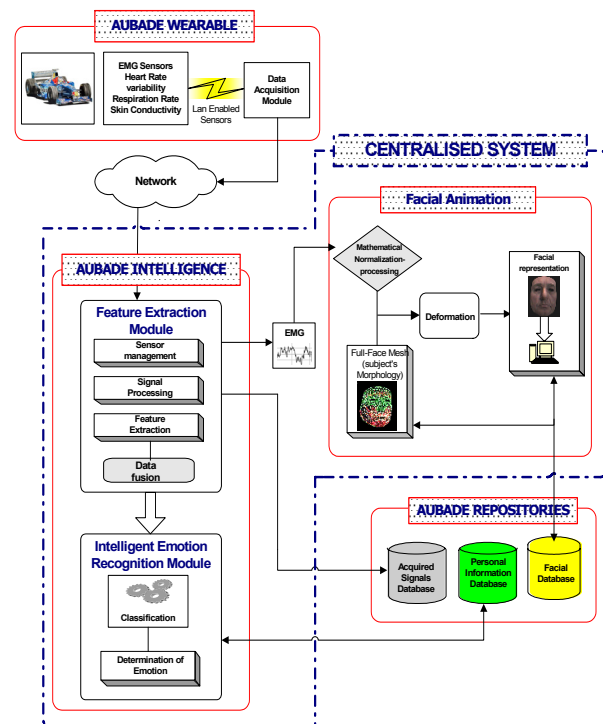 AUBADE WEARABLE
EMG Sensors
Heart Rate
variability
Respiration Rate
Skin Conductivity
Lan Enabled
Sensors
Data
Acquisition
Module
CENTRALISED SYSTEM
Network
Facial Animation
Mathematical
Normalization-
processing)
Facial
representation)
Deformation
AUBADE INTELLIGENCE
Feature Extraction
Module
Sensor
management)
EMG
Full-Face Mesh
(subject's
Morphology)
Signal
Processing)
Feature
Extraction)
Data
fusion
AUBADE REPOSITORIES
Acquired
Signals
Database
Personal
Information
Database
Facial
Database
Intelligent Emotion
Recognition Module
Classification)
Determination of
Emotion